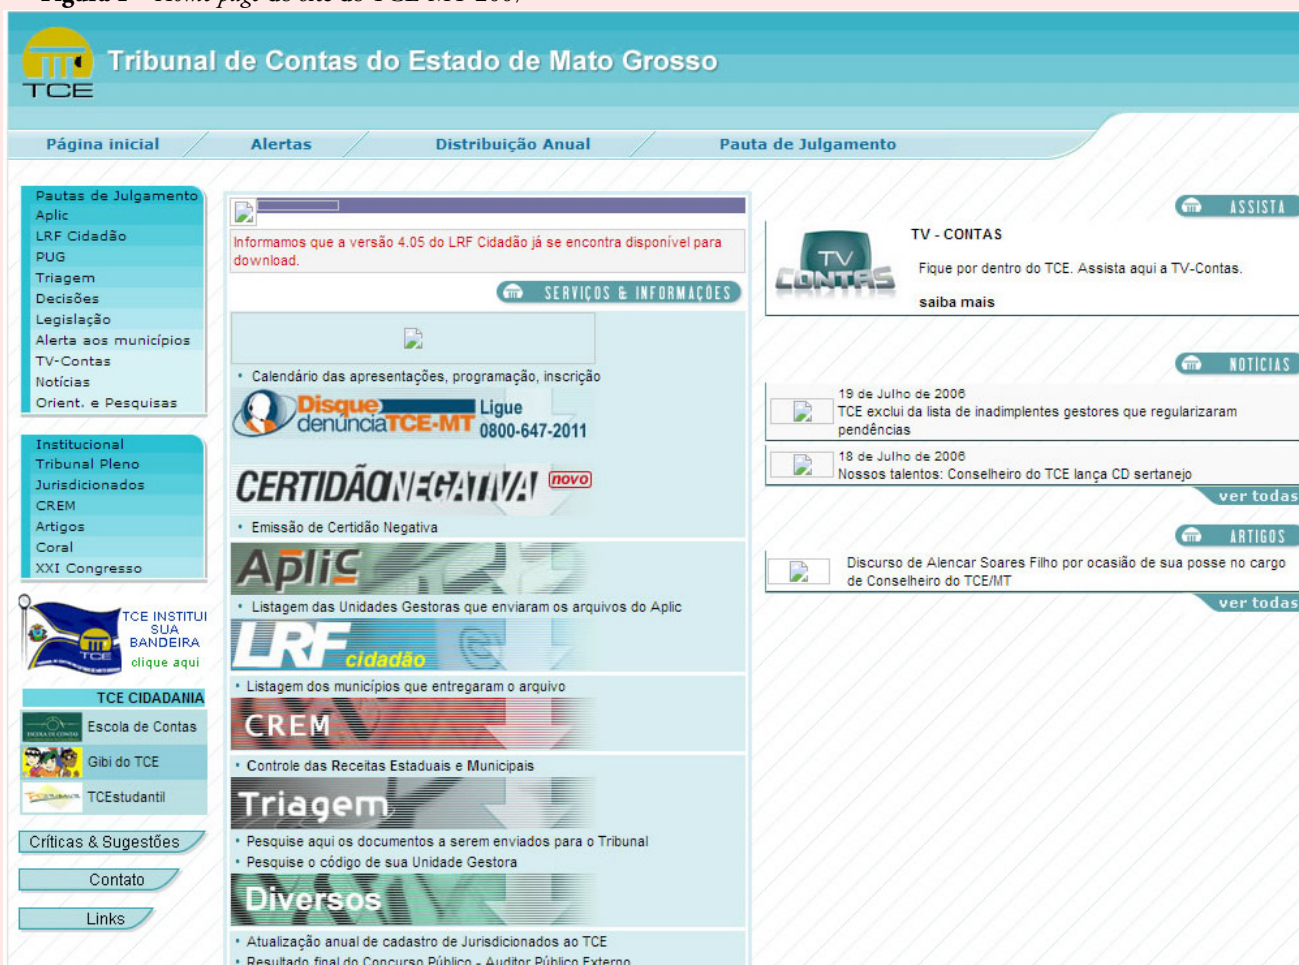 TCE
Tribunal de Contas do Estado de Mato Grosso
Página inicial
Alertas
Distribuição Anual
Pauta de Julgamento
Pautas de Julgamento
Aplic
LRF Cidadão
PUG
Triagem
Decisões
Legislação
Alerta aos municípios
TV-Contas
Notícias
Orient. e Pesquisas
Institucional
Tribunal Pleno
Jurisdicionados
CREM
Artigos
Coral
XXI Congresso
TCE INSTITUI
SUA
BANDEIRA
clique aqui
TCE
TCE CIDADANIA
Escola de Contas
Gibi do TCE
TCEstudantil
Críticas & Sugestões
Contato
Links
Informamos que a versão 4.05 do LRF Cidadão já se encontra disponível para
download.
SERVIÇOS & INFORMAÇÕES
• Calendário das apresentações, programação, inscrição
Disque
denúnciaTCE-MT
Ligue
0800-647-2011
CERTIDÃO NEGATIVA novo
• Emissão de Certidão Negativa
Aplic
• Listagem das Unidades Gestoras que enviaram os arquivos do Aplic
LRF cidadão
• Listagem dos municípios que entregaram o arquivo
CREM
• Controle das Receitas Estaduais e Municipais
Triagem
• Pesquise aqui os documentos a serem enviados para o Tribunal
• Pesquise o código de sua Unidade Gestora
Diversos
• Atualização anual de cadastro de Jurisdicionados ao TCE
• Resultado final do Concurso Público - Auditor Público Externo
ASSISTA
TV CONTAS
TV - CONTAS
Fique por dentro do TCE. Assista aqui a TV-Contas.
saiba mais
NOTÍCIAS
19 de Julho de 2006
TCE exclui da lista de inadimplentes gestores que regularizaram
pendências
18 de Julho de 2006
Nossos talentos: Conselheiro do TCE lança CD sertanejo
ver todas
ARTIGOS
Discurso de Alencar Soares Filho por ocasião de sua posse no cargo
de Conselheiro do TCE/MT
ver todas